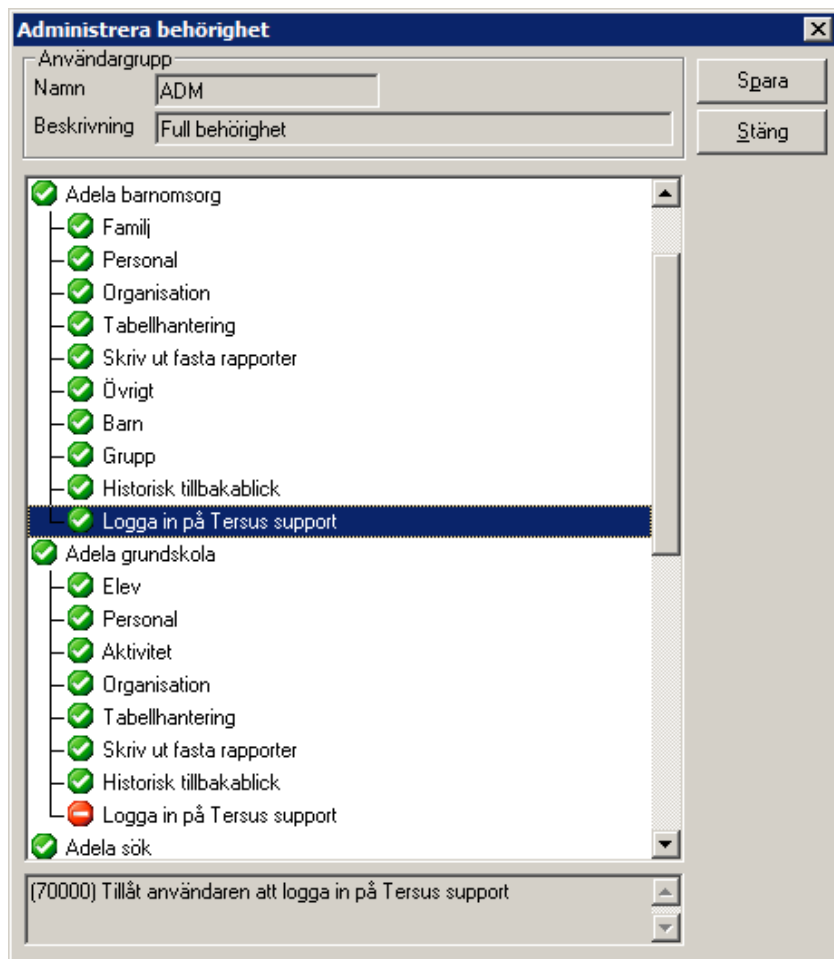 Administrera behörighet
Användargrupp
Namn ADM
Beskrivning Full behörighet
Spara
Stäng
Adela barnomsorg
Familj
Personal
Organisation
Tabellhantering
Skriv ut fasta rapporter
Övrigt
Barn
Grupp
Historisk tillbakablick
Logga in på Tersus support
Adela grundskola
Elev
Personal
Aktivitet
Organisation
Tabellhantering
Skriv ut fasta rapporter
Historisk tillbakablick
Logga in på Tersus support
Adela sök
(70000) Tillåt användaren att logga in på Tersus support